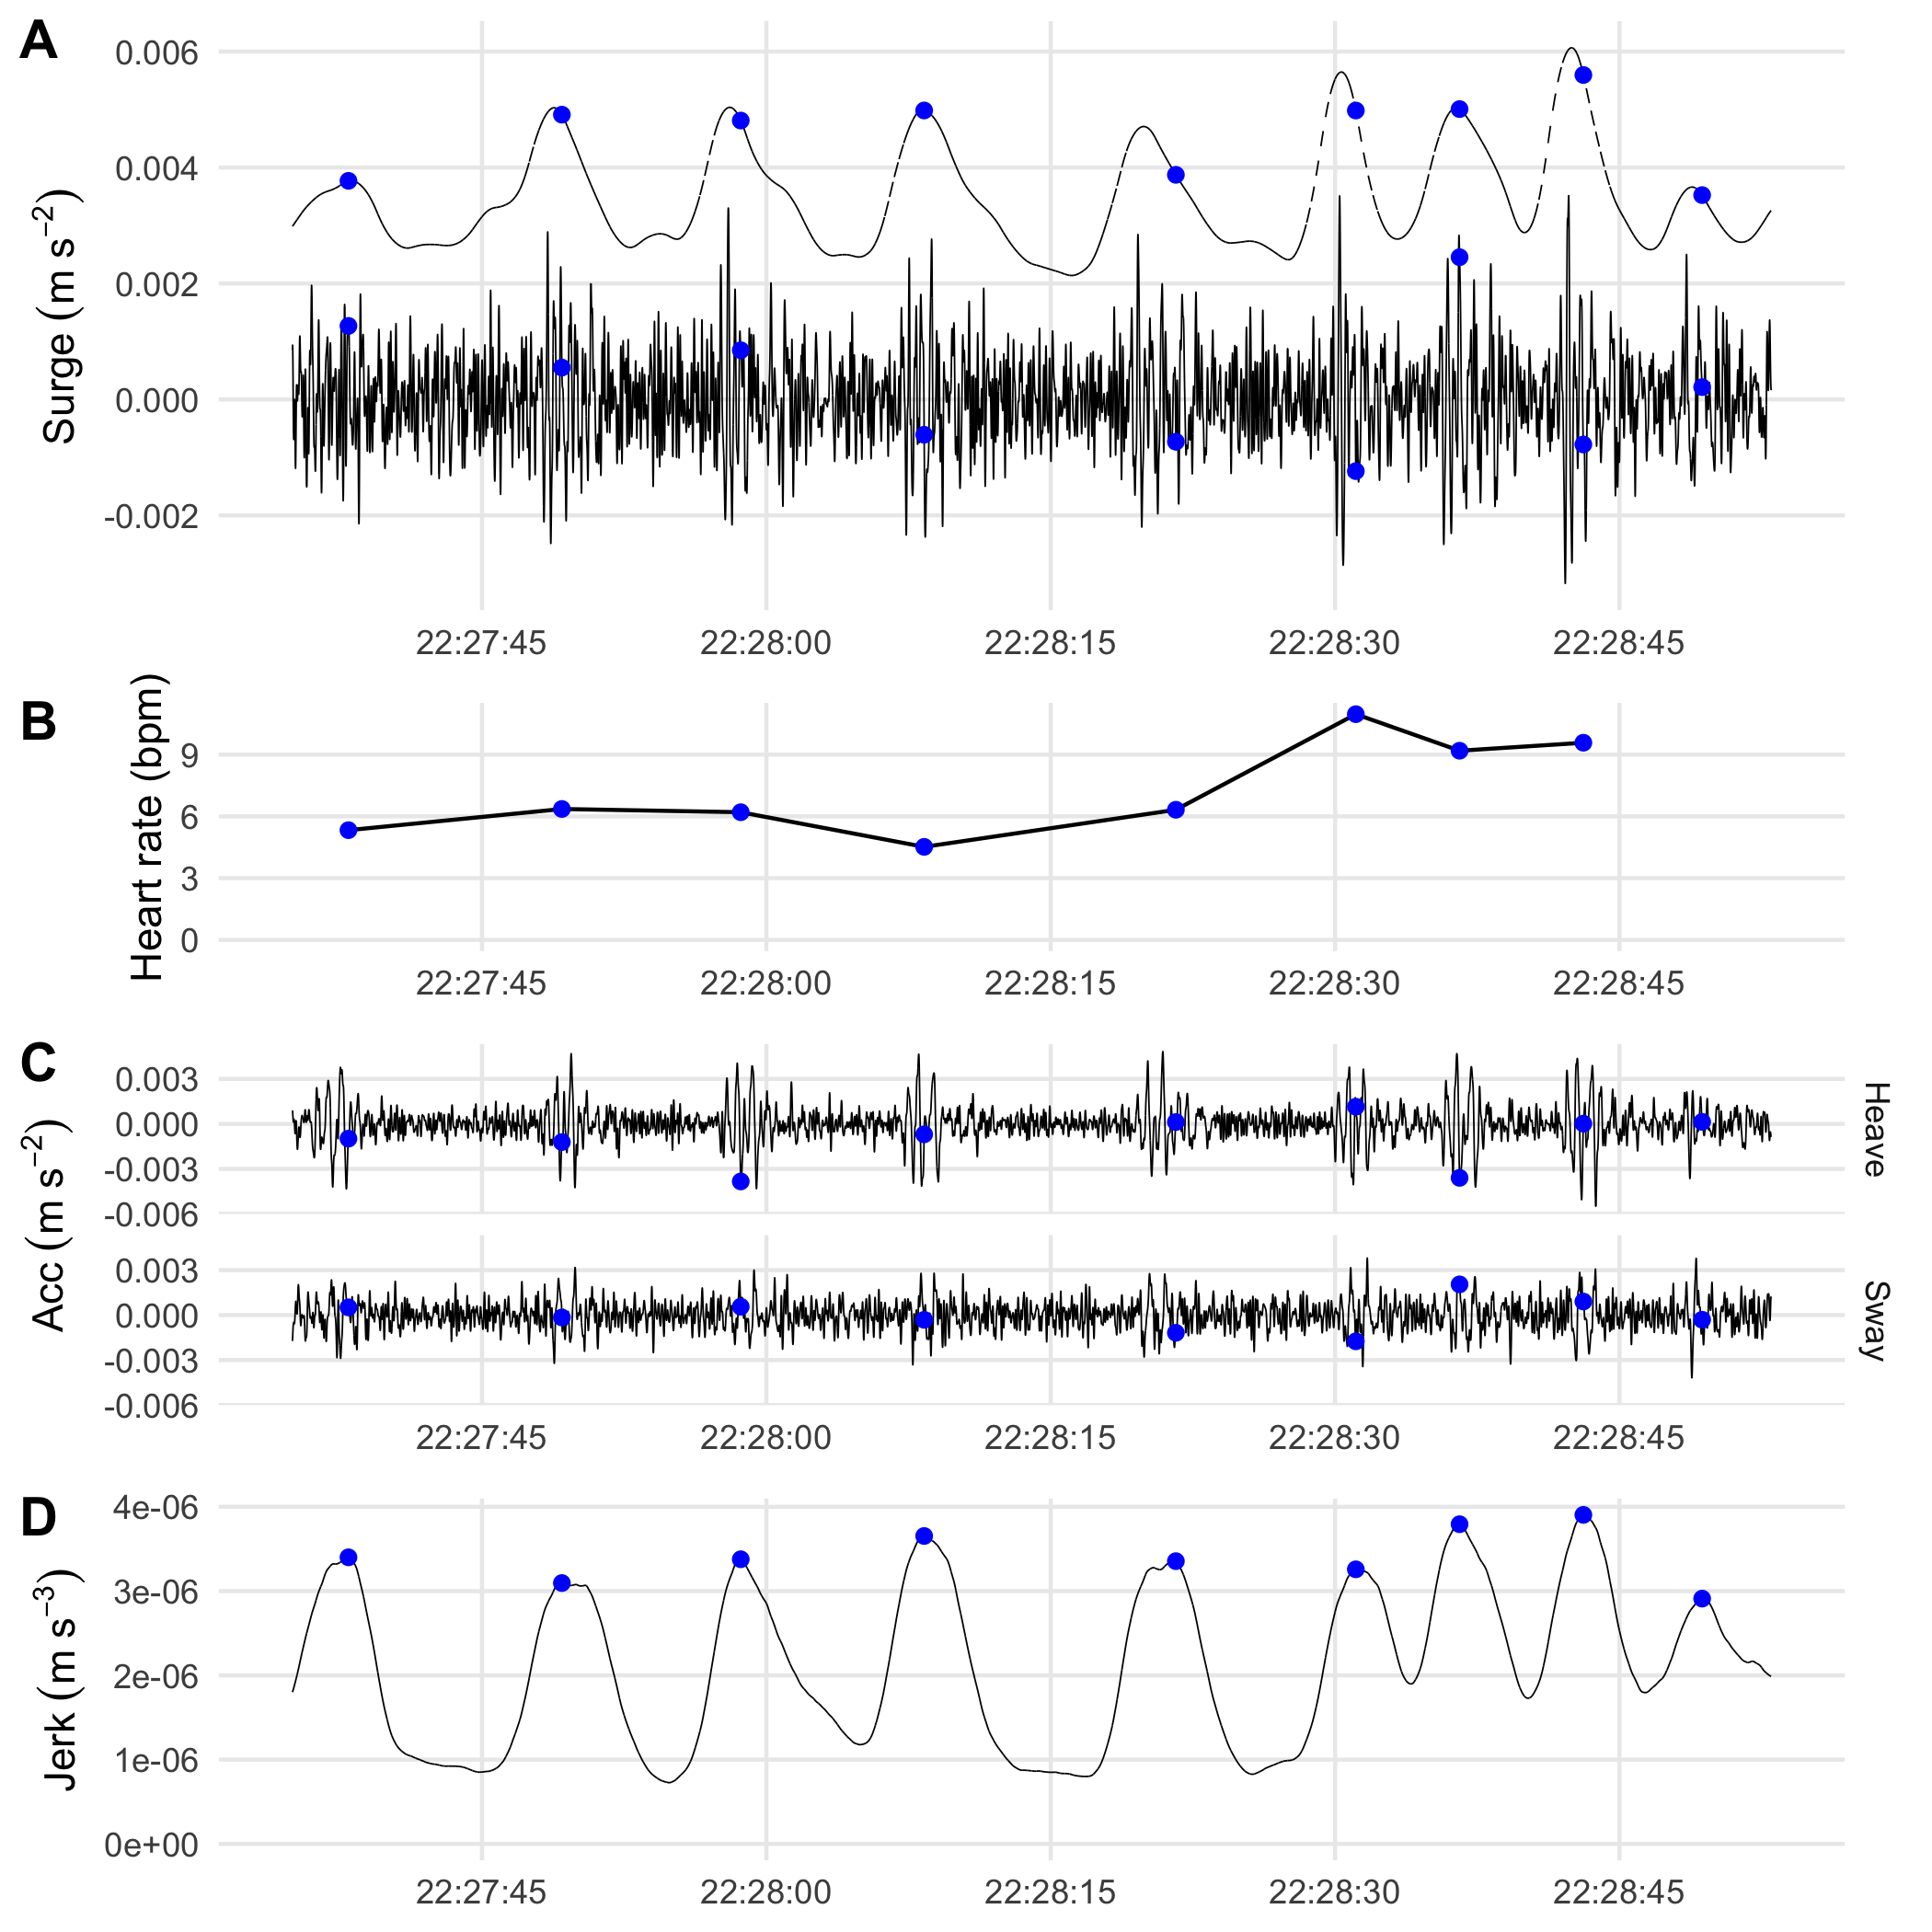 A
Surge (m s⁻²)
0.006
0.004
0.002
0.000
-0.002
22:27:45 22:28:00 22:28:15 22:28:30 22:28:45
B
Heart rate (bpm)
9
6
3
0
22:27:45 22:28:00 22:28:15 22:28:30 22:28:45
C
Acc (m s⁻²)
0.003
0.000
-0.003
-0.006
Heave
0.003
0.000
-0.003
-0.006
Sway
22:27:45 22:28:00 22:28:15 22:28:30 22:28:45
D
Jerk (m s⁻³)
4e-06
3e-06
2e-06
1e-06
0e+00
22:27:45 22:28:00 22:28:15 22:28:30 22:28:45